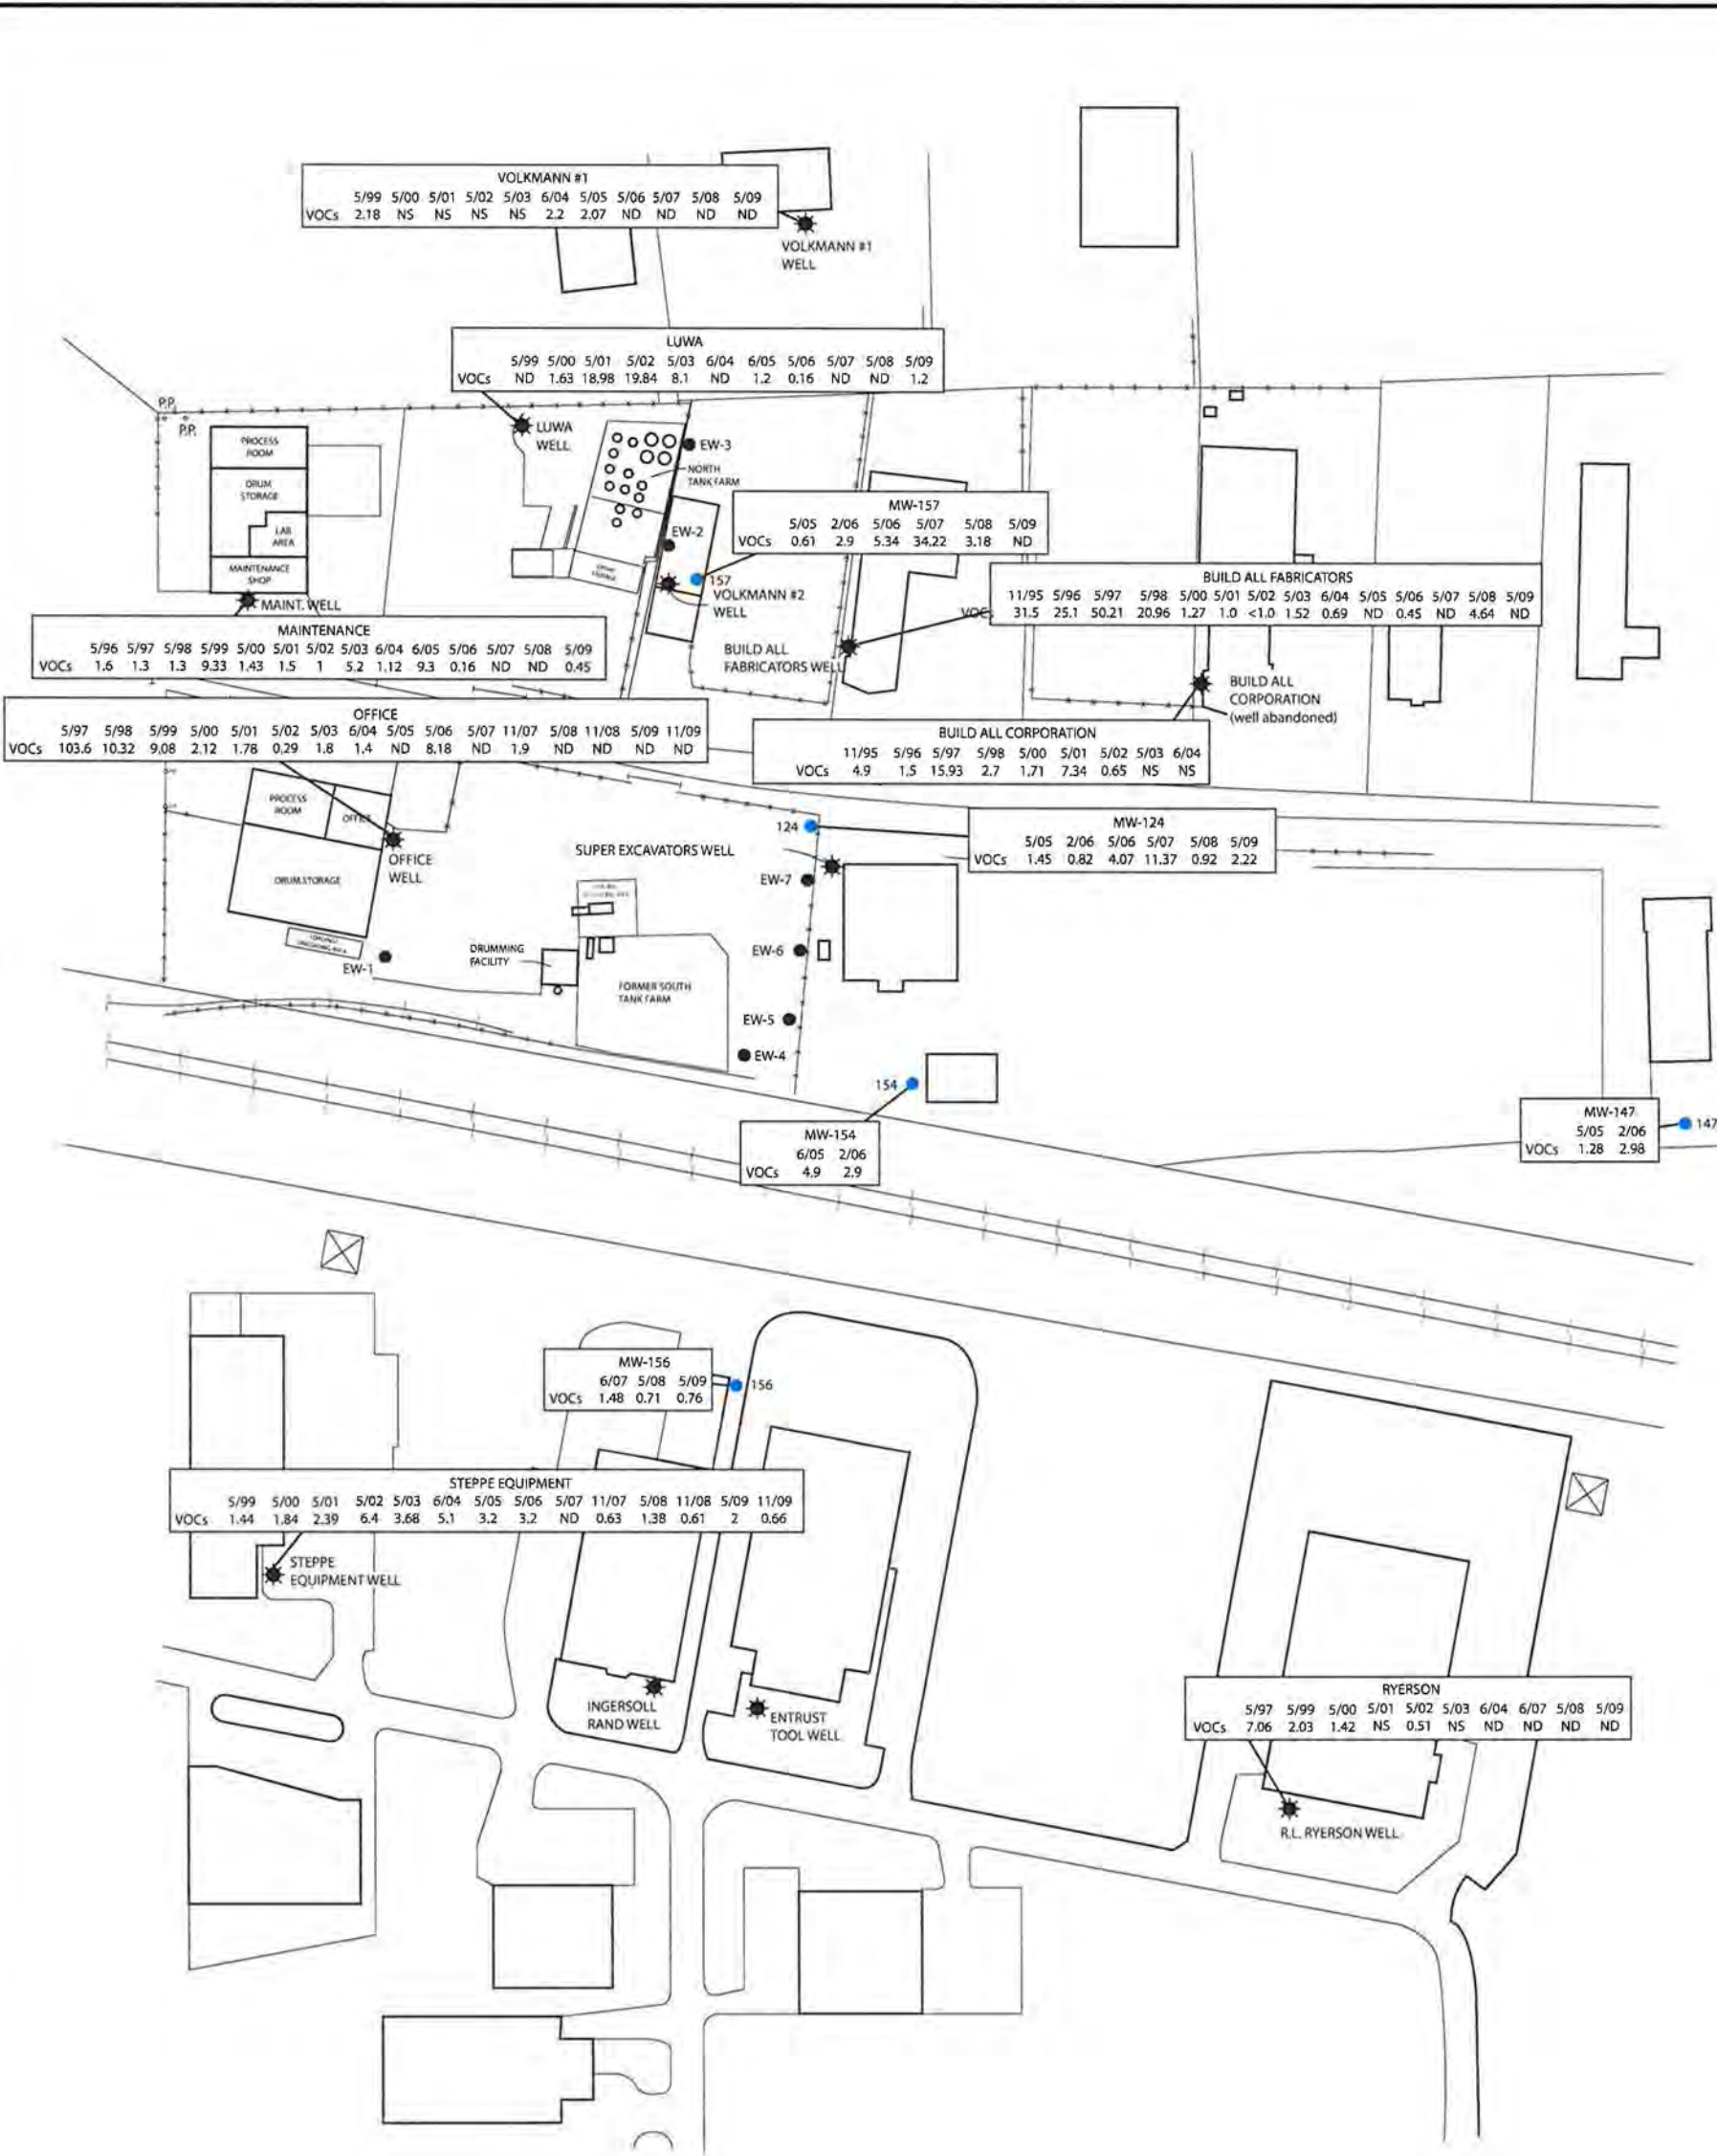 VOLKMANN #1
5/99 5/00 5/01 5/02 5/03 6/04 5/05 5/06 5/07 5/08 5/09
VOCs 2.18 NS NS NS NS 2.2 2.07 ND ND ND ND
VOLKMANN #1
WELL
LUWA
5/99 5/00 5/01 5/02 5/03 6/04 6/05 5/06 5/07 5/08 5/09
VOCs ND 1.63 18.98 19.84 8.1 ND 1.2 0.16 ND ND 1.2
P.P.
P.P.
LUWA
WELL
PROCESS
ROOM
DRUM
STORAGE
LAB
AREA
MAINTENANCE
SHOP
MAINT. WELL
EW-3
NORTH
TANK FARM
EW-2
MW-157
5/05 2/06 5/06 5/07 5/08 5/09
VOCs 0.61 2.9 5.34 34.22 3.18 ND
157
VOLKMANN #2
WELL
STORAGE
BUILD ALL FABRICATORS
11/95 5/96 5/97 5/98 5/00 5/01 5/02 5/03 6/04 5/05 5/06 5/07 5/08 5/09
VOCs 31.5 25.1 50.21 20.96 1.27 1.0 <1.0 1.52 0.69 ND 0.45 ND 4.64 ND
BUILD ALL
FABRICATORS WELL
MAINTENANCE
5/96 5/97 5/98 5/99 5/00 5/01 5/02 5/03 6/04 6/05 5/06 5/07 5/08 5/09
VOCs 1.6 1.3 1.3 9.33 1.43 1.5 1 5.2 1.12 9.3 0.16 ND ND 0.45
BUILD ALL
CORPORATION
(well abandoned)
OFFICE
5/97 5/98 5/99 5/00 5/01 5/02 5/03 6/04 5/05 5/06 5/07 11/07 5/08 11/08 5/09 11/09
VOCs 103.6 10.32 9.08 2.12 1.78 0.29 1.8 1.4 ND 8.18 ND 1.9 ND ND ND ND
BUILD ALL CORPORATION
11/95 5/96 5/97 5/98 5/00 5/01 5/02 5/03 6/04
VOCs 4.9 1.5 15.93 2.7 1.71 7.34 0.65 NS NS
PROCESS
ROOM
OFFICE
OFFICE
WELL
DRUM STORAGE
EW-1
124
MW-124
5/05 2/06 5/06 5/07 5/08 5/09
VOCs 1.45 0.82 4.07 11.37 0.92 2.22
SUPER EXCAVATORS WELL
EW-7
EW-6
DRUMMING
FACILITY
FORMER SOUTH
TANK FARM
EW-5
EW-4
154
MW-154
6/05 2/06
VOCs 4.9 2.9
MW-147
5/05 2/06
VOCs 1.28 2.98
147
MW-156
6/07 5/08 5/09
VOCs 1.48 0.71 0.76
156
STEPPE EQUIPMENT
5/99 5/00 5/01 5/02 5/03 6/04 5/05 5/06 5/07 11/07 5/08 11/08 5/09 11/09
VOCs 1.44 1.84 2.39 6.4 3.68 5.1 3.2 3.2 ND 0.63 1.38 0.61 2 0.66
STEPPE
EQUIPMENT WELL
INGERSOLL
RAND WELL
ENTRUST
TOOL WELL
RYERSON
5/97 5/99 5/00 5/01 5/02 5/03 6/04 6/07 5/08 5/09
VOCs 7.06 2.03 1.42 NS 0.51 NS ND ND ND ND
R.L. RYERSON WELL